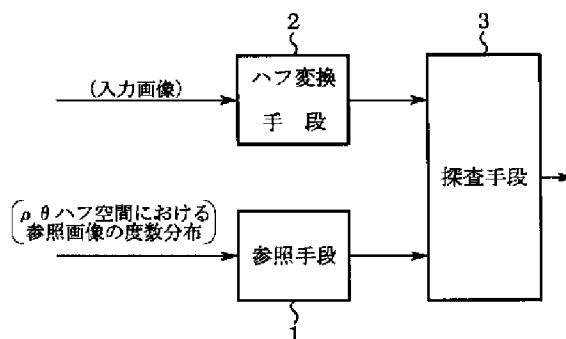 2
3
(入力画像)
ハフ変換
手 段
探査手段
ρ θ ハフ空間における
参照画像の度数分布
参照手段
1